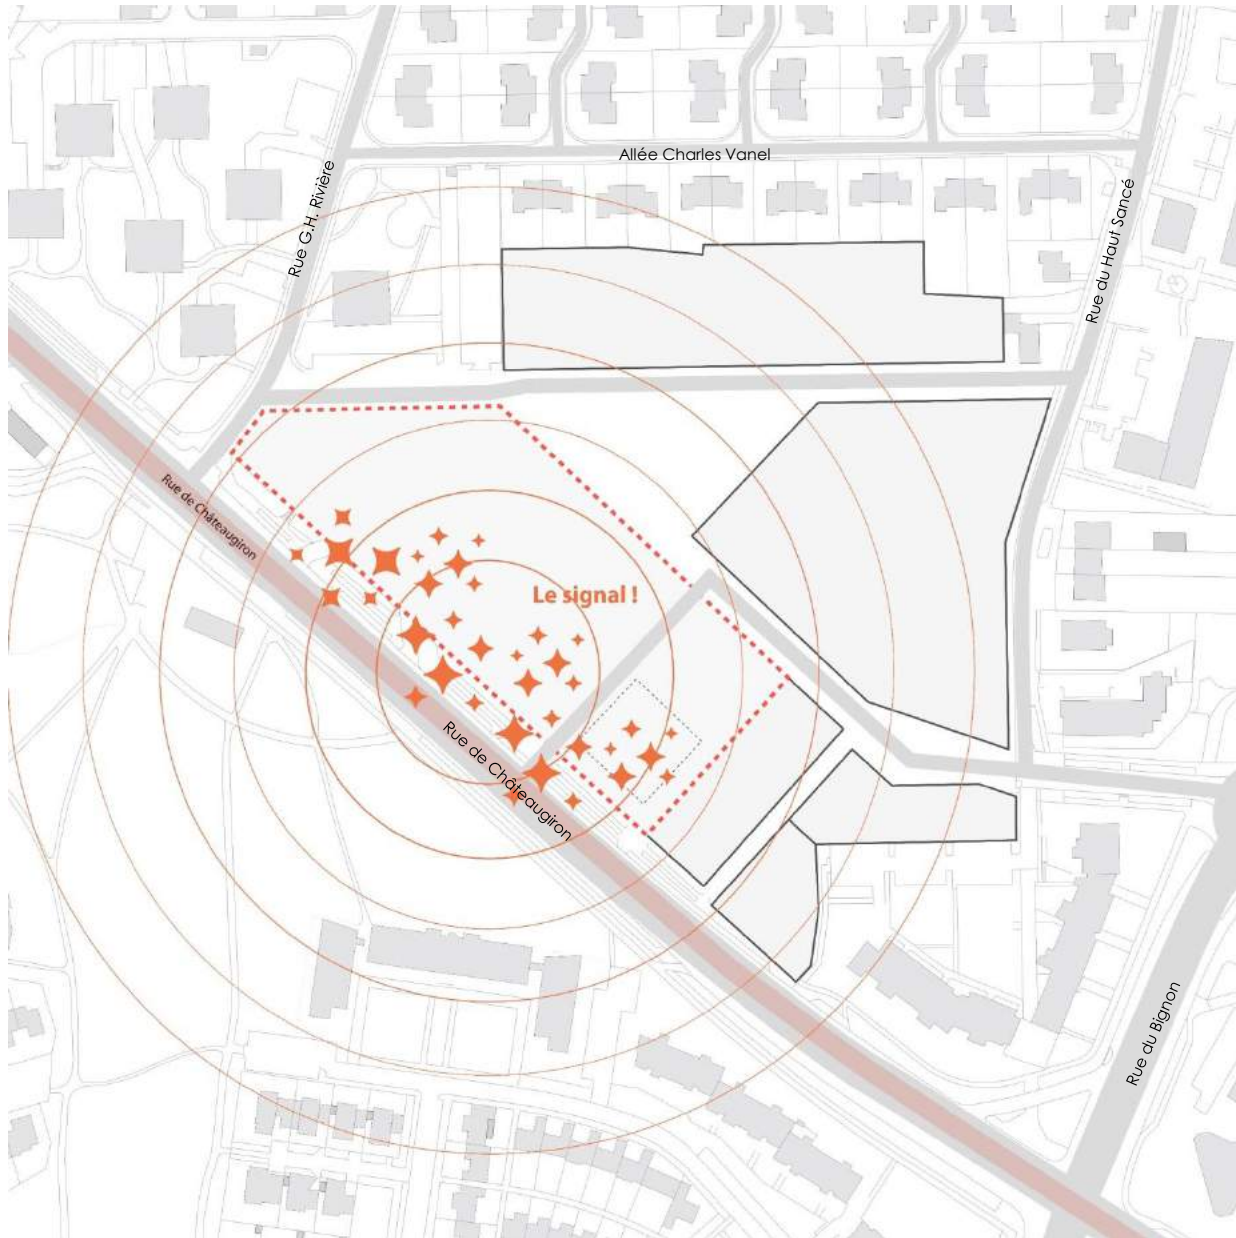 Allée Charles Vanel
Rue G.H. Rivière
Rue du Haut Sancé
Rue de Châteaugiron
Le signal !
Rue de Châteaugiron
Rue du Bignon